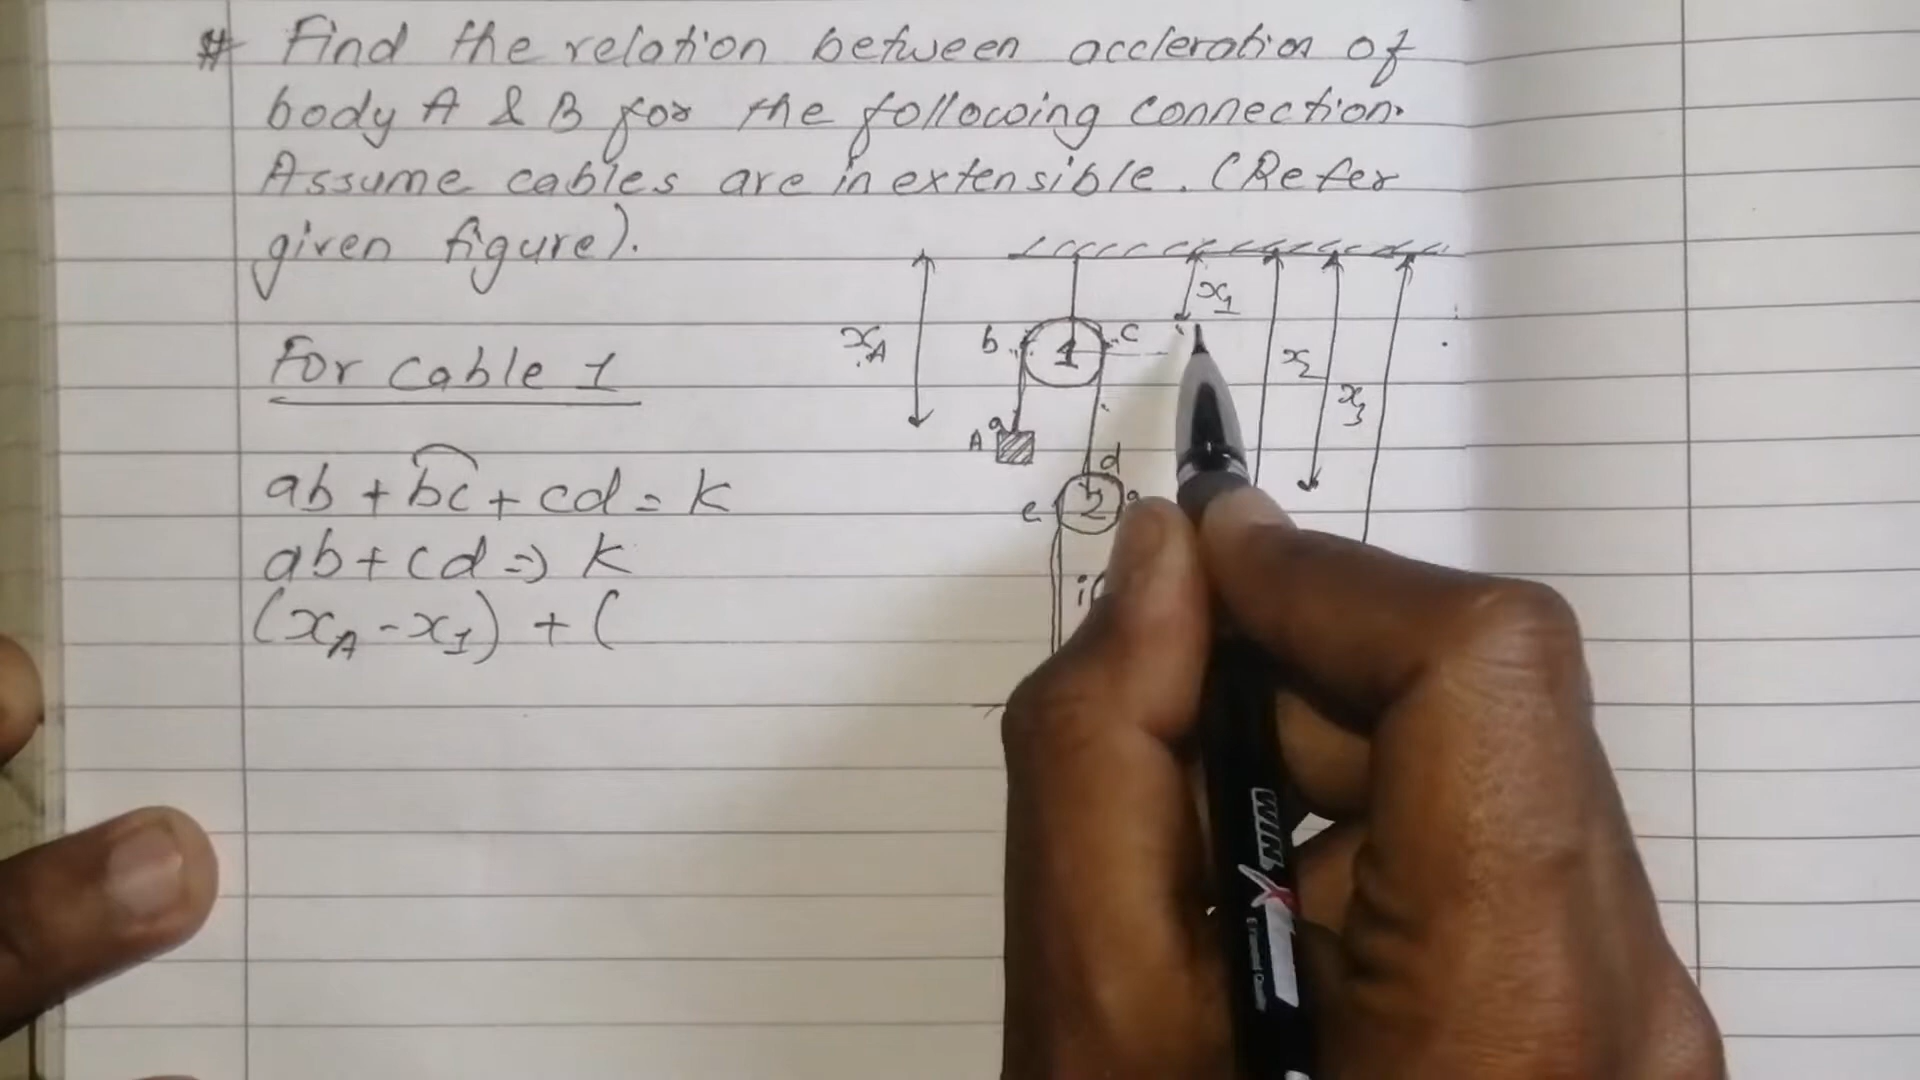 # Find the relation between accleration of
body A & B for the following connection.
Assume cables are inextensible. (Refer
given figure).
For cable 1
ab + bc + cd = k
ab + cd => k
(xA - x1) + (
xA
b
1
c
x1
x2
x3
a
A
d
e
2
g
i
WIN